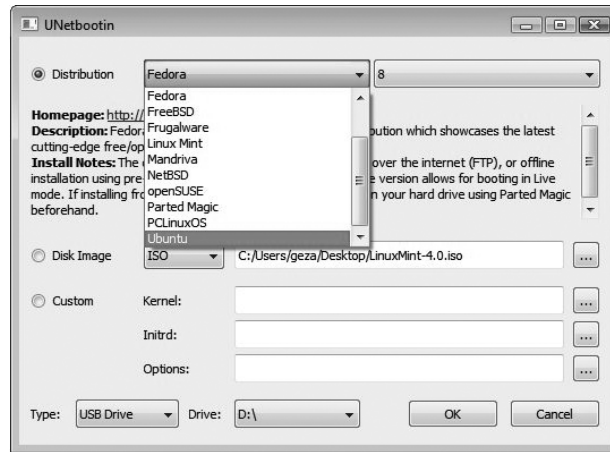 UNetbootin
Distribution Fedora 8
Fedora
FreeBSD
Frugalware
Linux Mint
Mandriva
NetBSD
openSUSE
Parted Magic
PCLinuxOS
Ubuntu
Homepage: http://
Description: Fedor bution which showcases the latest
cutting-edge free/op
Install Notes: The over the internet (FTP), or offline
installation using pre e version allows for booting in Live
mode. If installing fro n your hard drive using Parted Magic
beforehand.
Disk Image ISO C:/Users/geza/Desktop/LinuxMint-4.0.iso ...
Custom Kernel: ...
Initrd: ...
Options: ...
Type: USB Drive Drive: D:\ OK Cancel